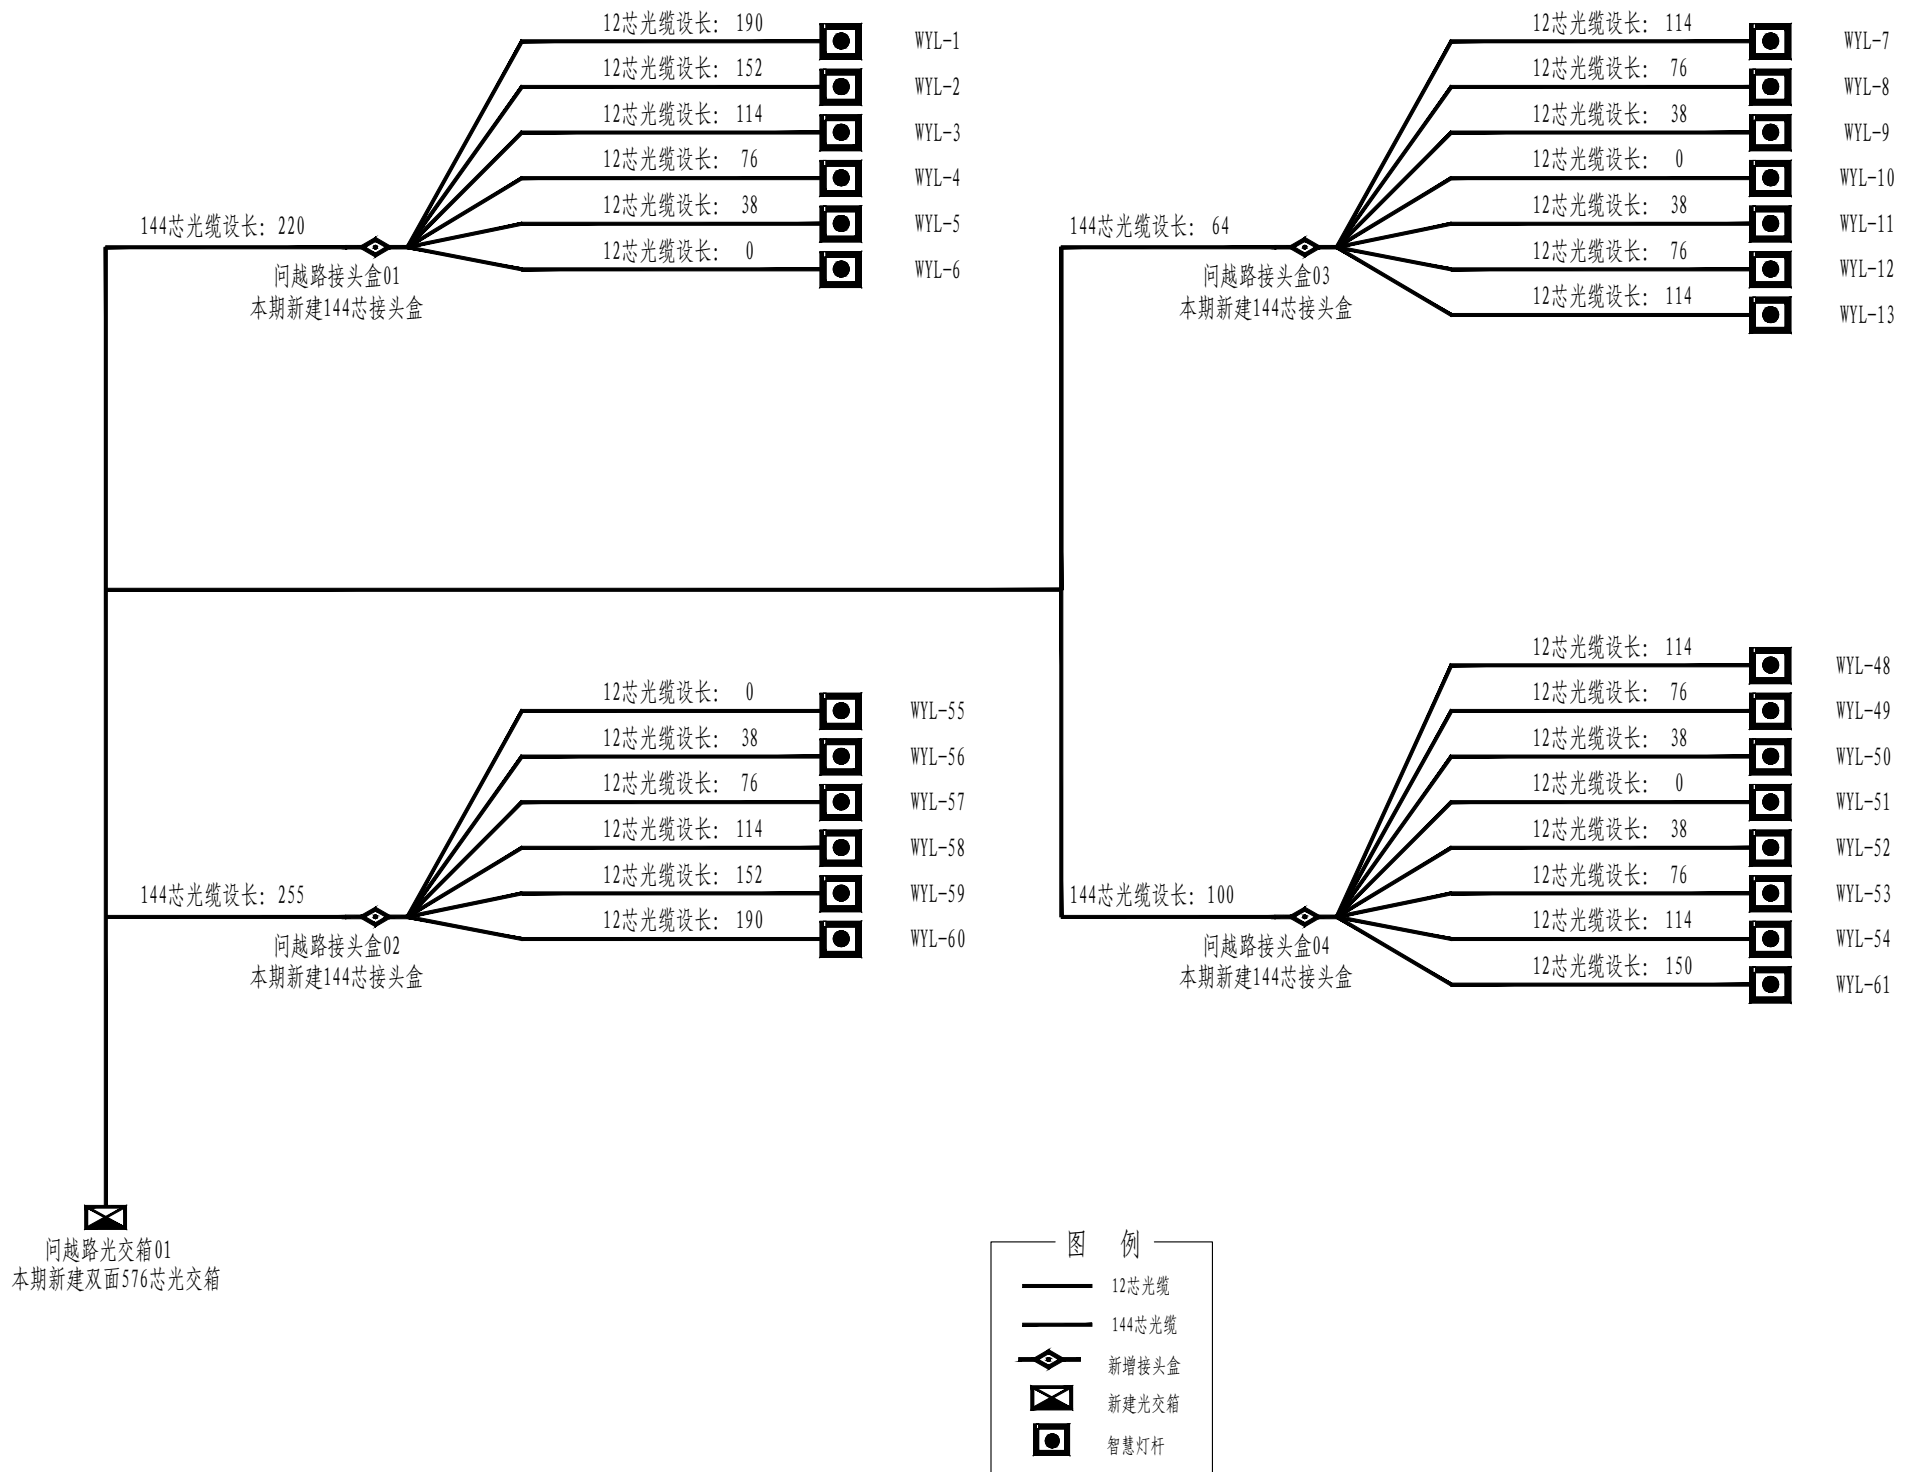 12芯光缆设长: 190
WYL-1
12芯光缆设长: 152
WYL-2
12芯光缆设长: 114
WYL-3
12芯光缆设长: 76
WYL-4
12芯光缆设长: 38
WYL-5
12芯光缆设长: 0
WYL-6
144芯光缆设长: 220
问越路接头盒01
本期新建144芯接头盒
12芯光缆设长: 114
WYL-7
12芯光缆设长: 76
WYL-8
12芯光缆设长: 38
WYL-9
12芯光缆设长: 0
WYL-10
12芯光缆设长: 38
WYL-11
12芯光缆设长: 76
WYL-12
12芯光缆设长: 114
WYL-13
144芯光缆设长: 64
问越路接头盒03
本期新建144芯接头盒
12芯光缆设长: 0
WYL-55
12芯光缆设长: 38
WYL-56
12芯光缆设长: 76
WYL-57
12芯光缆设长: 114
WYL-58
12芯光缆设长: 152
WYL-59
12芯光缆设长: 190
WYL-60
144芯光缆设长: 255
问越路接头盒02
本期新建144芯接头盒
12芯光缆设长: 114
WYL-48
12芯光缆设长: 76
WYL-49
12芯光缆设长: 38
WYL-50
12芯光缆设长: 0
WYL-51
12芯光缆设长: 38
WYL-52
12芯光缆设长: 76
WYL-53
12芯光缆设长: 114
WYL-54
12芯光缆设长: 150
WYL-61
144芯光缆设长: 100
问越路接头盒04
本期新建144芯接头盒
问越路光交箱01
本期新建双面576芯光交箱
图 例
12芯光缆
144芯光缆
新增接头盒
新建光交箱
智慧灯杆